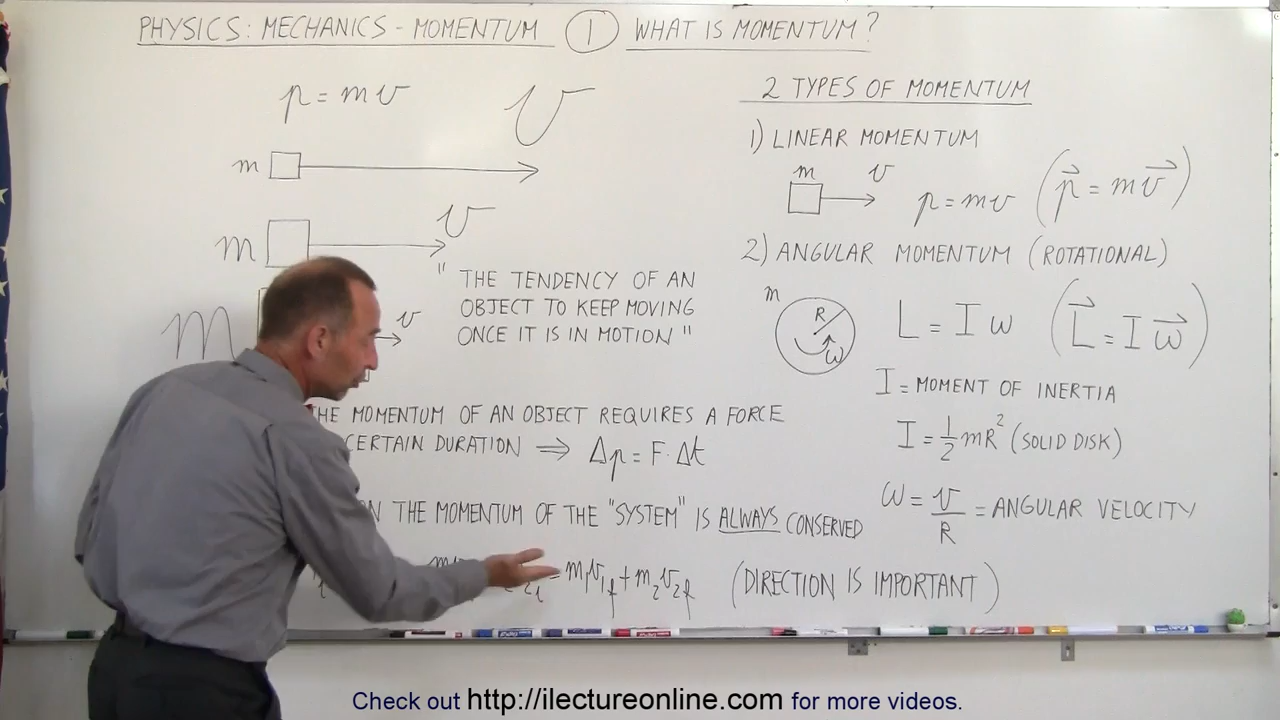 PHYSICS: MECHANICS - MOMENTUM ① WHAT IS MOMENTUM?
p = mv
v
m
v
m
"THE TENDENCY OF AN
OBJECT TO KEEP MOVING
ONCE IT IS IN MOTION"
m
v
THE MOMENTUM OF AN OBJECT REQUIRES A FORCE
CERTAIN DURATION ⇒ Δp = F·Δt
THE MOMENTUM OF THE "SYSTEM" IS ALWAYS CONSERVED
= m₁v₁f + m₂v₂f (DIRECTION IS IMPORTANT)
2 TYPES OF MOMENTUM
1) LINEAR MOMENTUM
m v p = mv (p⃗ = mv⃗)
2) ANGULAR MOMENTUM (ROTATIONAL)
m R ω L = Iω (L⃗ = Iω⃗)
I = MOMENT OF INERTIA
I = ½mR² (SOLID DISK)
ω = v/R = ANGULAR VELOCITY
Check out http://ilectureonline.com for more videos.